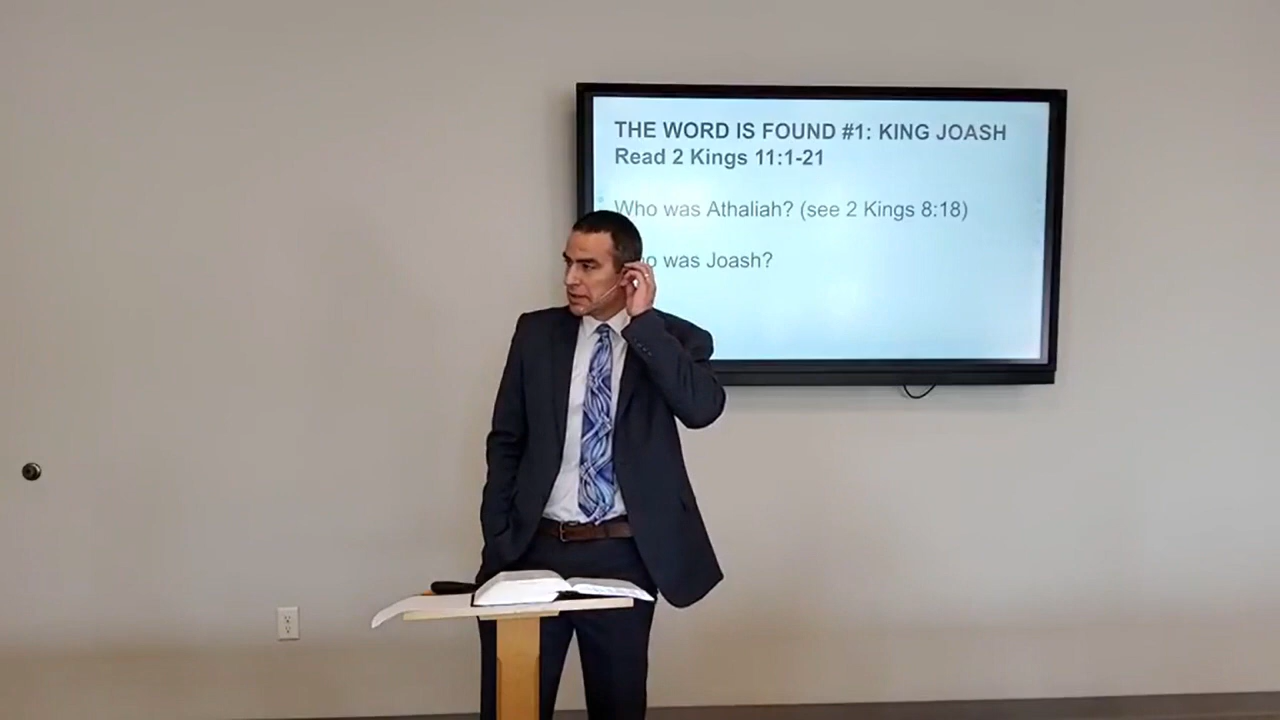 THE WORD IS FOUND #1: KING JOASH
Read 2 Kings 11:1-21
Who was Athaliah? (see 2 Kings 8:18)
o was Joash?